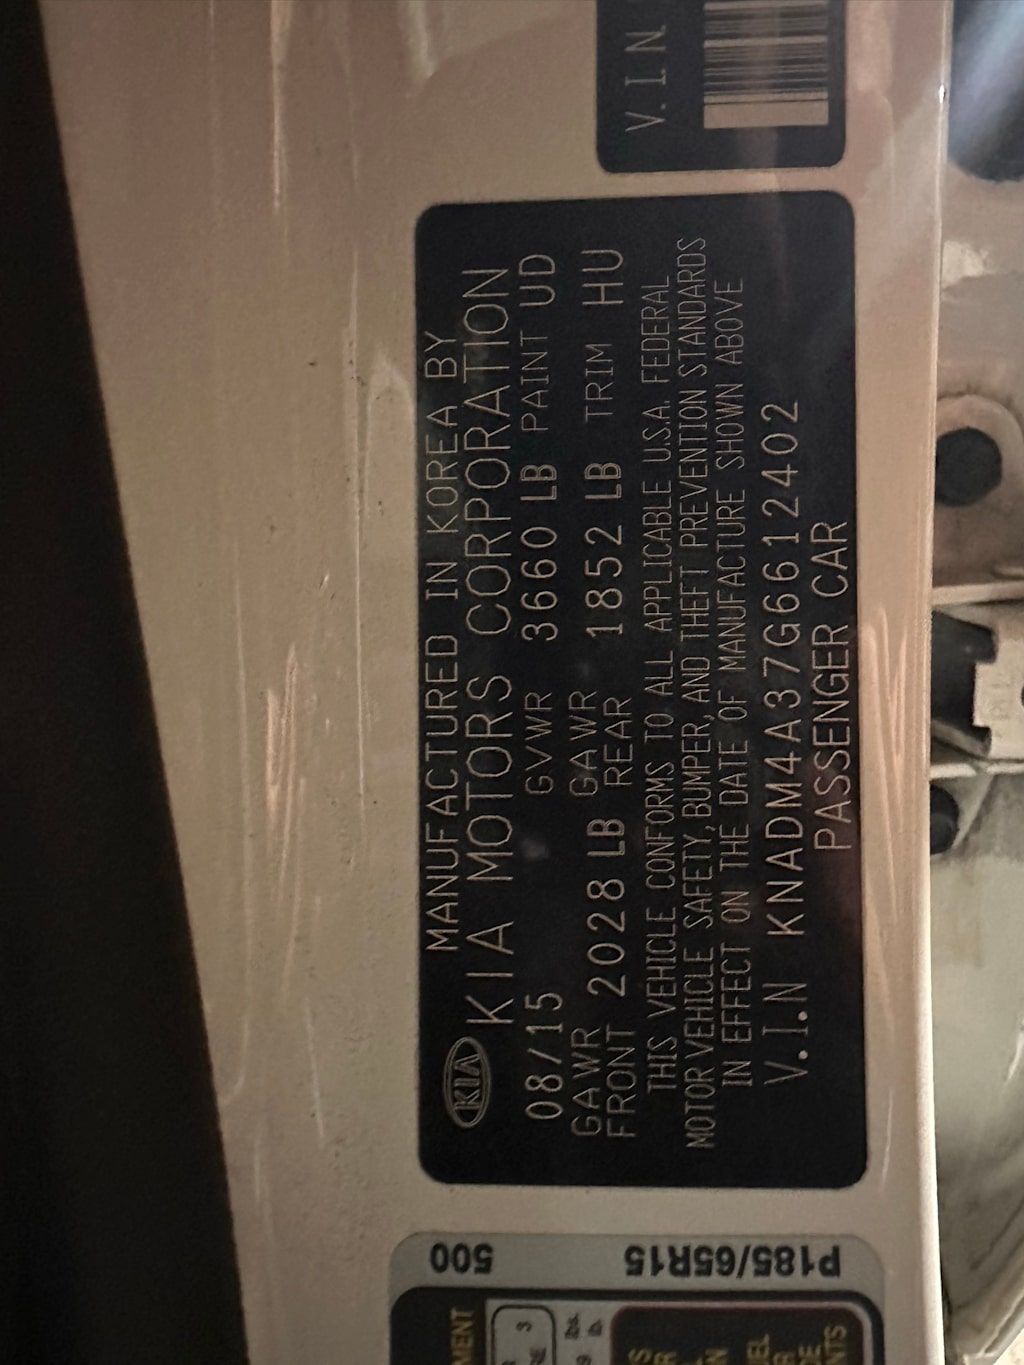 V.I.N
MANUFACTURED IN KOREA BY
KIA KIA MOTORS CORPORATION
08/15 GVWR 3660 LB PAINT UD
GAWR GAWR
FRONT 2028 LB REAR 1852 LB TRIM HU
THIS VEHICLE CONFORMS TO ALL APPLICABLE U.S.A. FEDERAL
MOTOR VEHICLE SAFETY, BUMPER, AND THEFT PREVENTION STANDARDS
IN EFFECT ON THE DATE OF MANUFACTURE SHOWN ABOVE
V.I.N KNADM4A37G6612402
PASSENGER CAR
P185/65R15 500